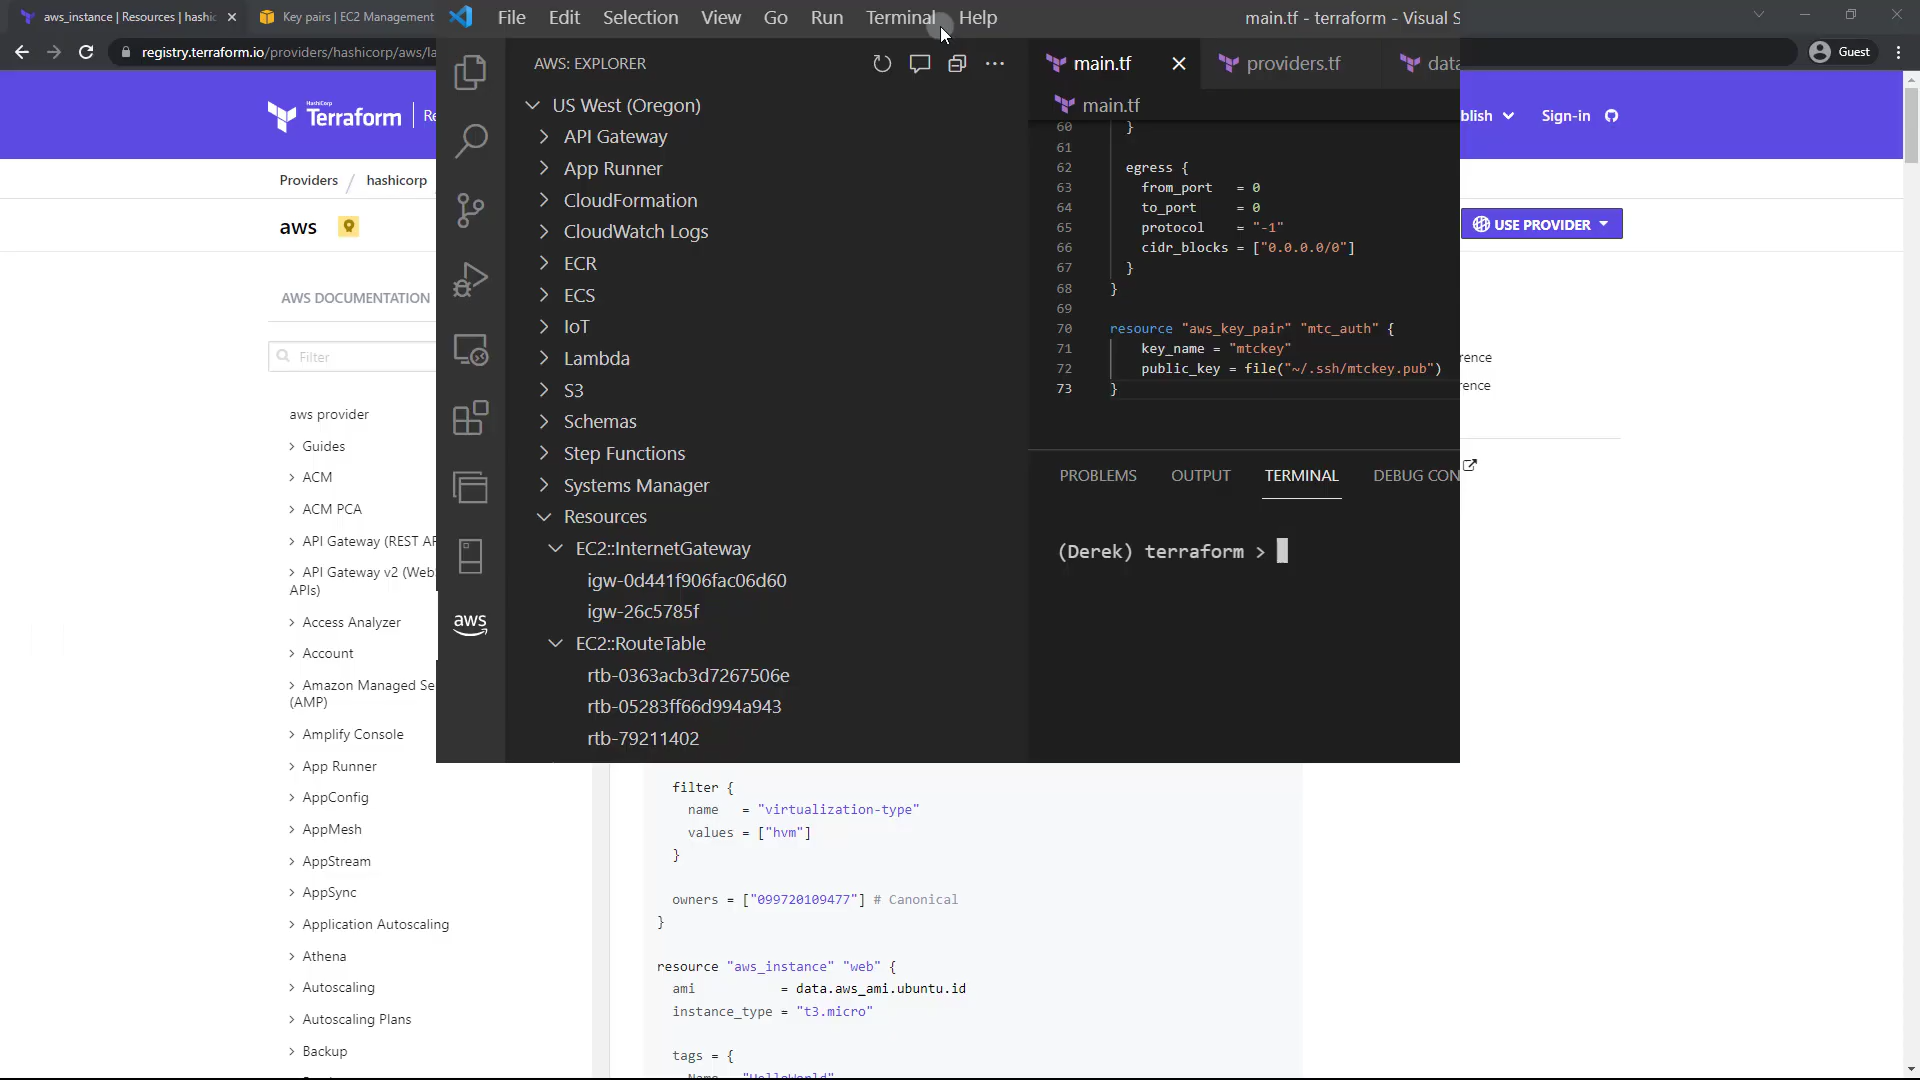 aws_instance | Resources | hashic
Key pairs | EC2 Management
File Edit Selection View Go Run Terminal Help
main.tf - terraform - Visual S
registry.terraform.io/providers/hashicorp/aws/la
Guest
AWS: EXPLORER
main.tf
providers.tf
data
main.tf
HashiCorp
Terraform
Re
blish
Sign-in
Providers / hashicorp
aws
USE PROVIDER
AWS DOCUMENTATION
Filter
aws provider
Guides
ACM
ACM PCA
API Gateway (REST AP
API Gateway v2 (Web
APIs)
Access Analyzer
Account
Amazon Managed Se
(AMP)
Amplify Console
App Runner
AppConfig
AppMesh
AppStream
AppSync
Application Autoscaling
Athena
Autoscaling
Autoscaling Plans
Backup
US West (Oregon)
API Gateway
App Runner
CloudFormation
CloudWatch Logs
ECR
ECS
IoT
Lambda
S3
Schemas
Step Functions
Systems Manager
Resources
EC2::InternetGateway
igw-0d441f906fac06d60
igw-26c5785f
EC2::RouteTable
rtb-0363acb3d7267506e
rtb-05283ff66d994a943
rtb-79211402
aws
60 }
61
62 egress {
63 from_port = 0
64 to_port = 0
65 protocol = "-1"
66 cidr_blocks = ["0.0.0.0/0"]
67 }
68 }
69
70 resource "aws_key_pair" "mtc_auth" {
71 key_name = "mtckey"
72 public_key = file("~/.ssh/mtckey.pub")
73 }
PROBLEMS OUTPUT TERMINAL DEBUG CON
(Derek) terraform >
rence
rence
filter {
name = "virtualization-type"
values = ["hvm"]
}
owners = ["099720109477"] # Canonical
}
resource "aws_instance" "web" {
ami = data.aws_ami.ubuntu.id
instance_type = "t3.micro"
tags = {
Name = "HelloWorld"